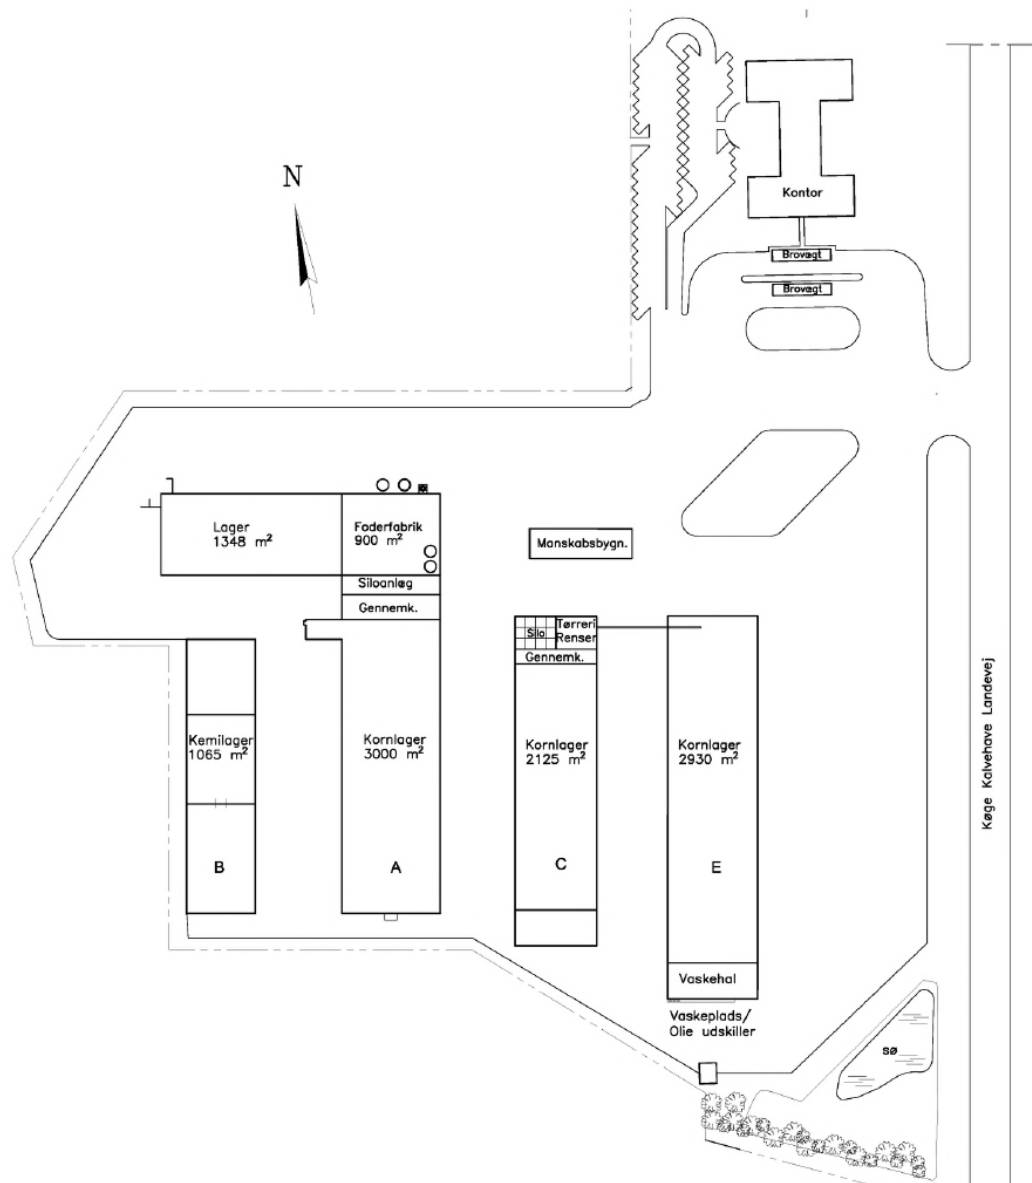 N
Kontor
Brovægt
Brovægt
Lager
1348 m²
Foderfabrik
900 m²
Manskabsbygn.
Siloanlæg
Gennemk.
Silo
Tørreri
Renser
Gennemk.
Kemilager
1065 m²
Kornlager
3000 m²
Kornlager
2125 m²
Kornlager
2930 m²
Køge Kalvehave Landevej
B
A
C
E
Vaskehal
Vaskeplads/
Olie udskiller
sø